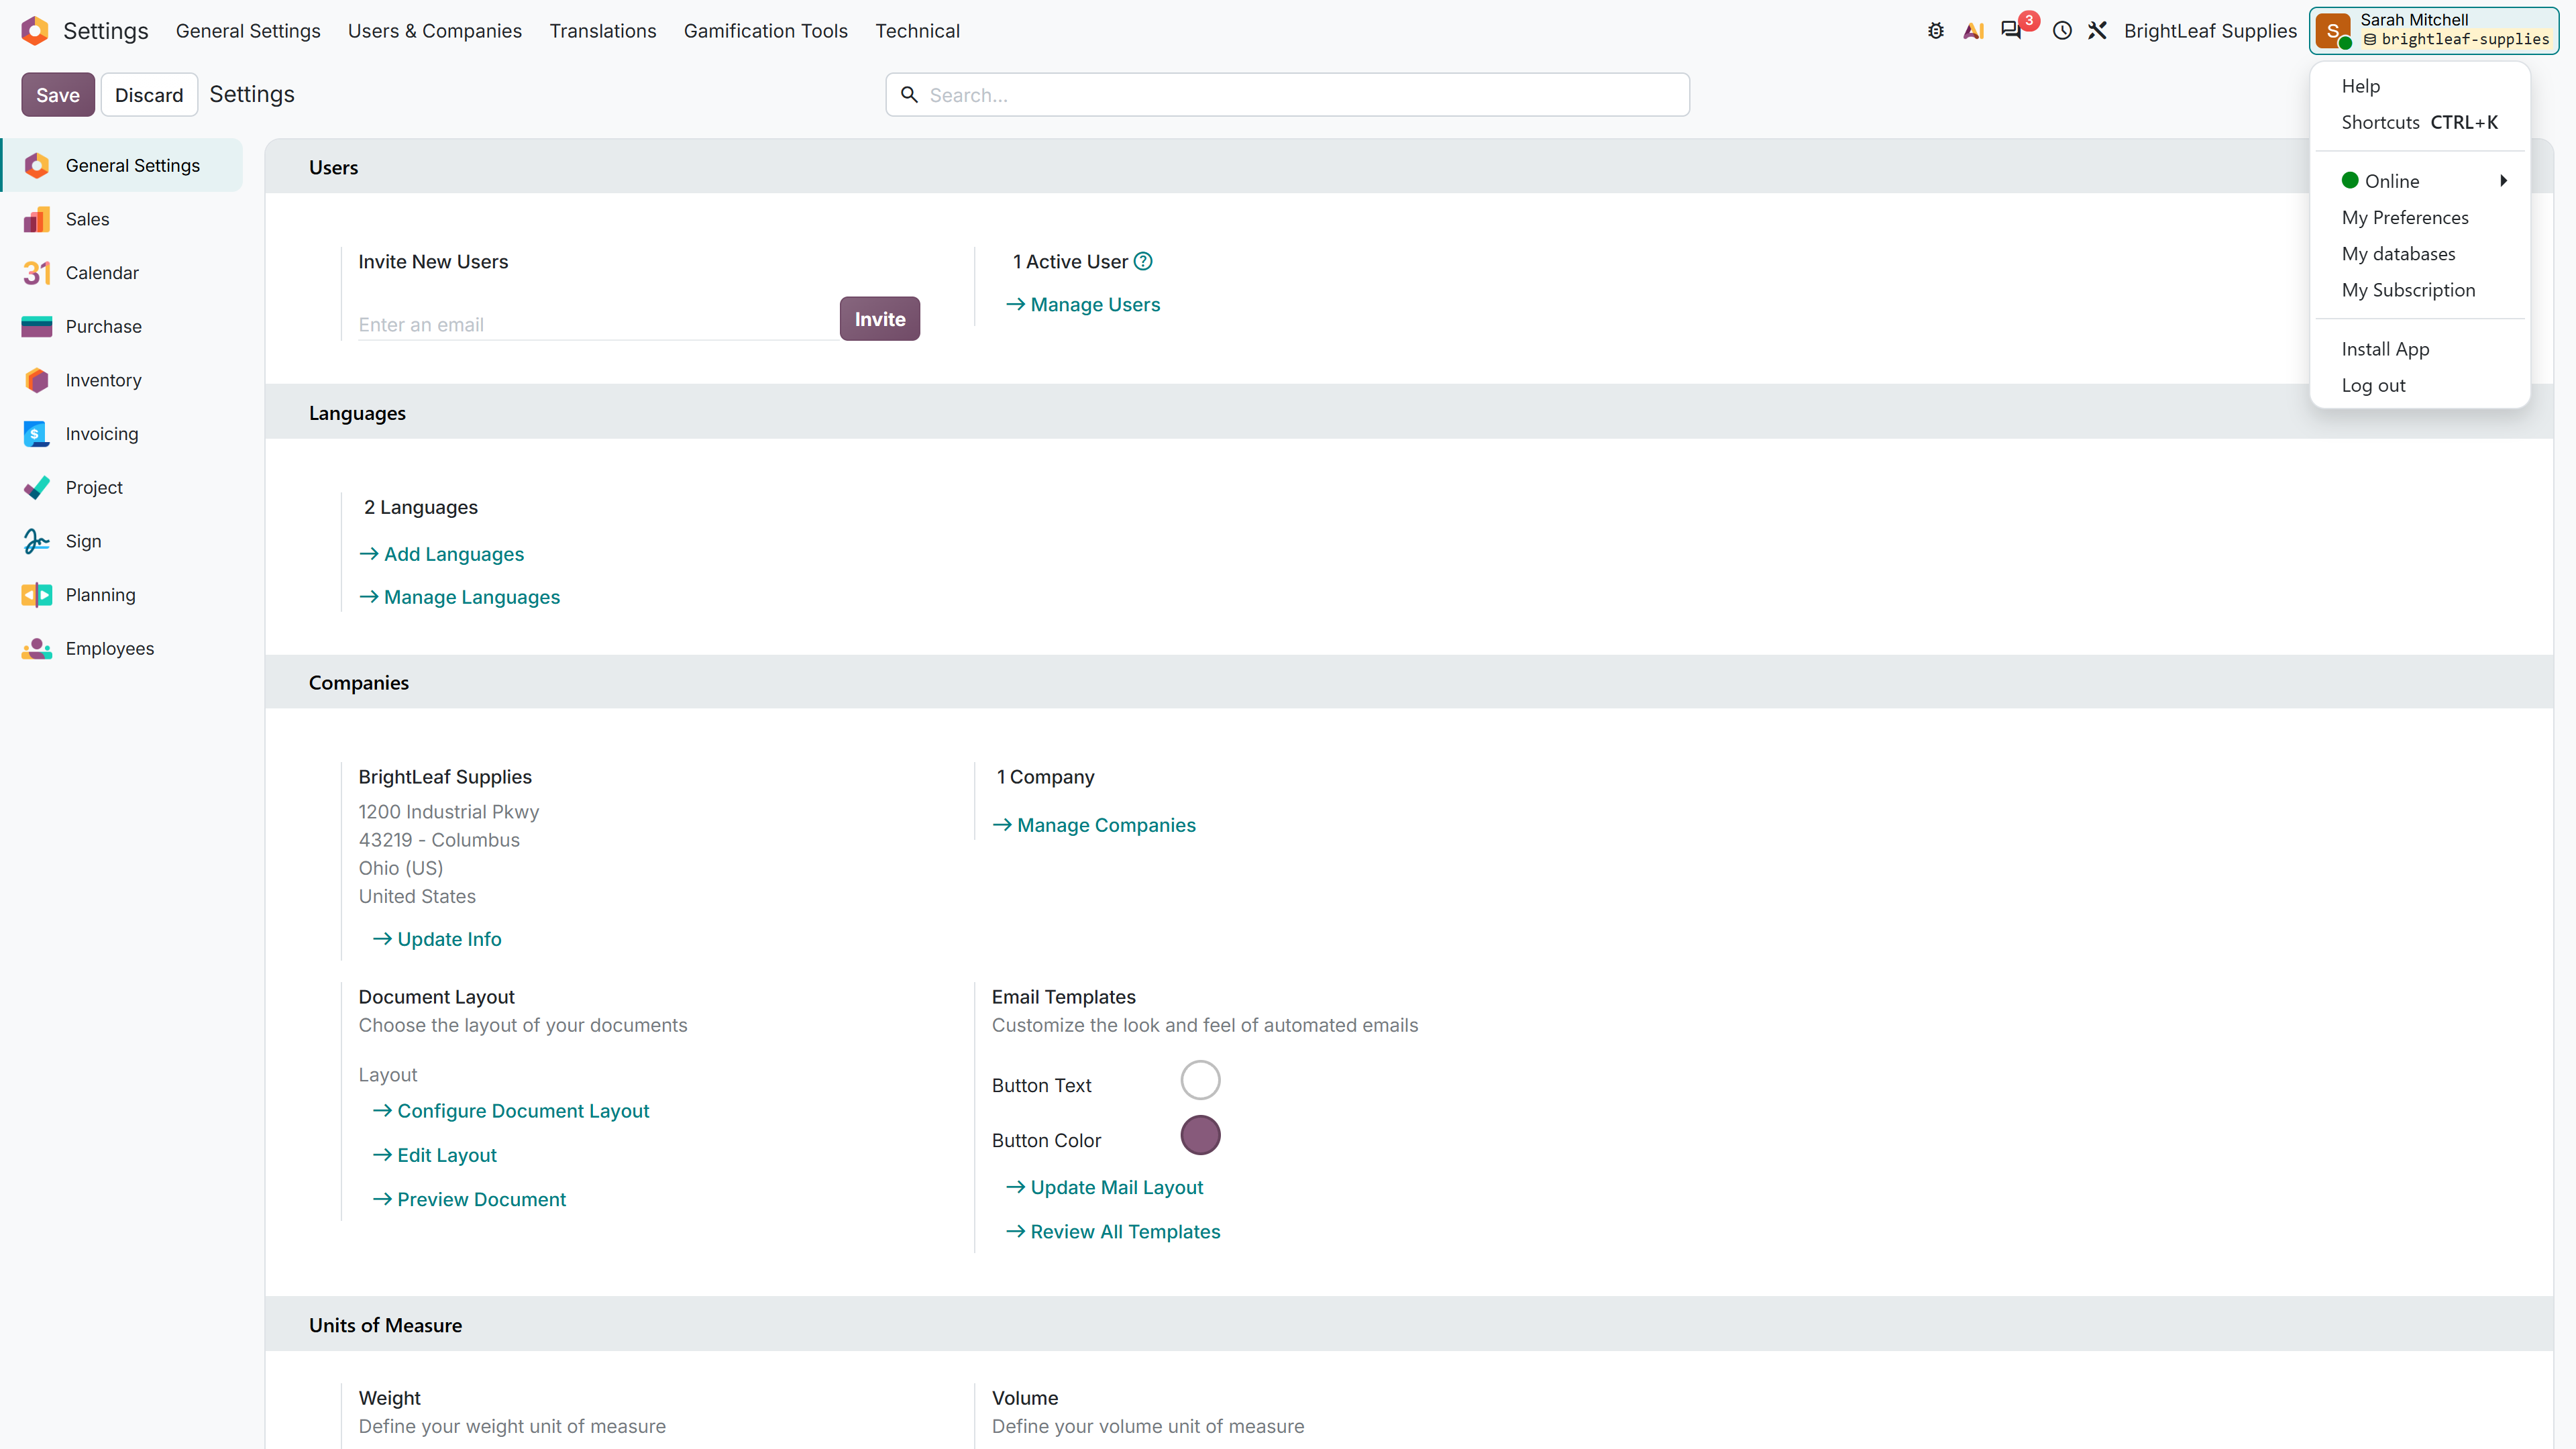 Settings General Settings Users & Companies Translations Gamification Tools Technical
3 BrightLeaf Supplies S Sarah Mitchell
brightleaf-supplies
Save Discard Settings Search...
Help
Shortcuts CTRL+K
Online
My Preferences
My databases
My Subscription
Install App
Log out
General Settings
Sales
31 Calendar
Purchase
Inventory
$ Invoicing
Project
Sign
Planning
Employees
Users
Invite New Users
Enter an email Invite
1 Active User ?
→ Manage Users
Languages
2 Languages
→ Add Languages
→ Manage Languages
Companies
BrightLeaf Supplies
1200 Industrial Pkwy
43219 - Columbus
Ohio (US)
United States
→ Update Info
1 Company
→ Manage Companies
Document Layout
Choose the layout of your documents
Layout
→ Configure Document Layout
→ Edit Layout
→ Preview Document
Email Templates
Customize the look and feel of automated emails
Button Text
Button Color
→ Update Mail Layout
→ Review All Templates
Units of Measure
Weight
Define your weight unit of measure
Volume
Define your volume unit of measure